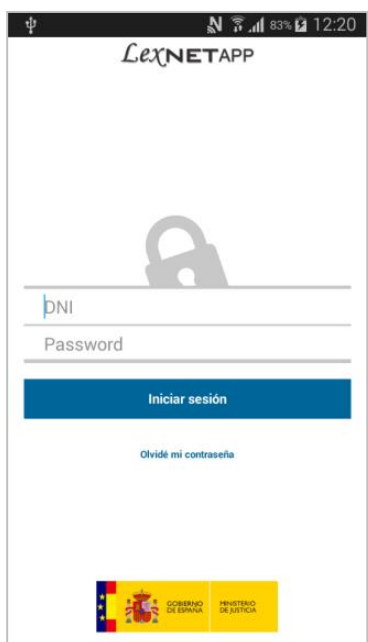 83% 12:20
LexNETAPP
DNI
Password
Iniciar sesión
Olvidé mi contraseña
GOBIERNO MINISTERIO
DE ESPAÑA DE JUSTICIA